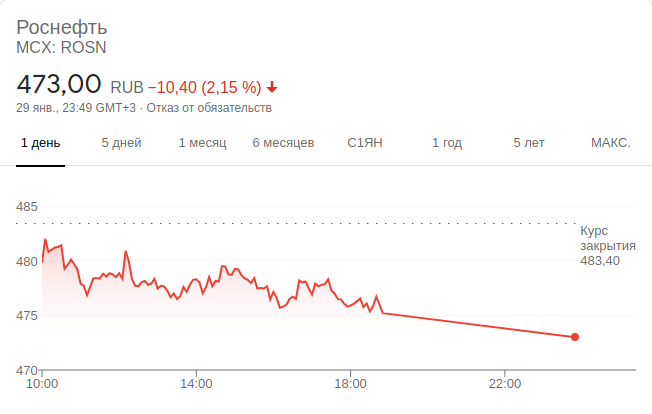 Роснефть
MCX: ROSN
473,00 RUB −10,40 (2,15 %)
29 янв., 23:49 GMT+3 · Отказ от обязательств
1 день 5 дней 1 месяц 6 месяцев С1ЯН 1 год 5 лет МАКС.
485
Курс
закрытия
483,40
480
475
470
10:00 14:00 18:00 22:00